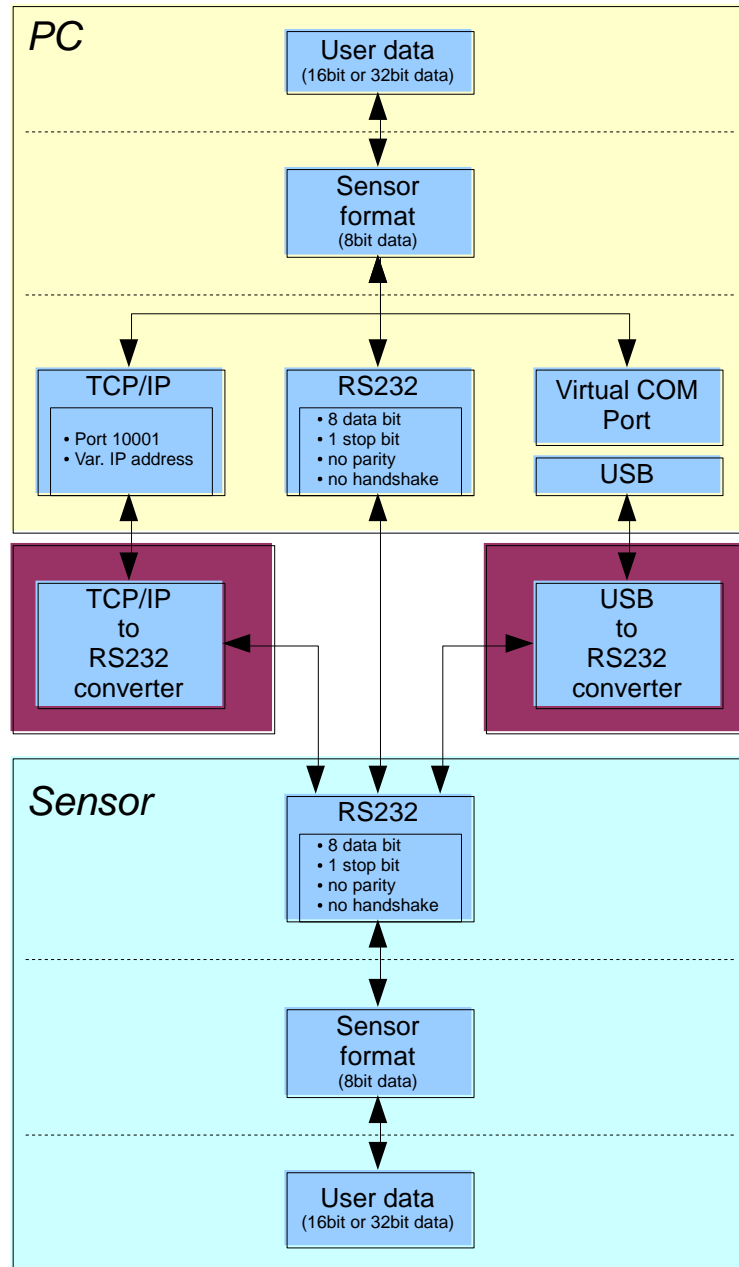 PC
User data
(16bit or 32bit data)
Sensor
format
(8bit data)
TCP/IP
• Port 10001
• Var. IP address
RS232
• 8 data bit
• 1 stop bit
• no parity
• no handshake
Virtual COM
Port
USB
TCP/IP
to
RS232
converter
USB
to
RS232
converter
Sensor
RS232
• 8 data bit
• 1 stop bit
• no parity
• no handshake
Sensor
format
(8bit data)
User data
(16bit or 32bit data)